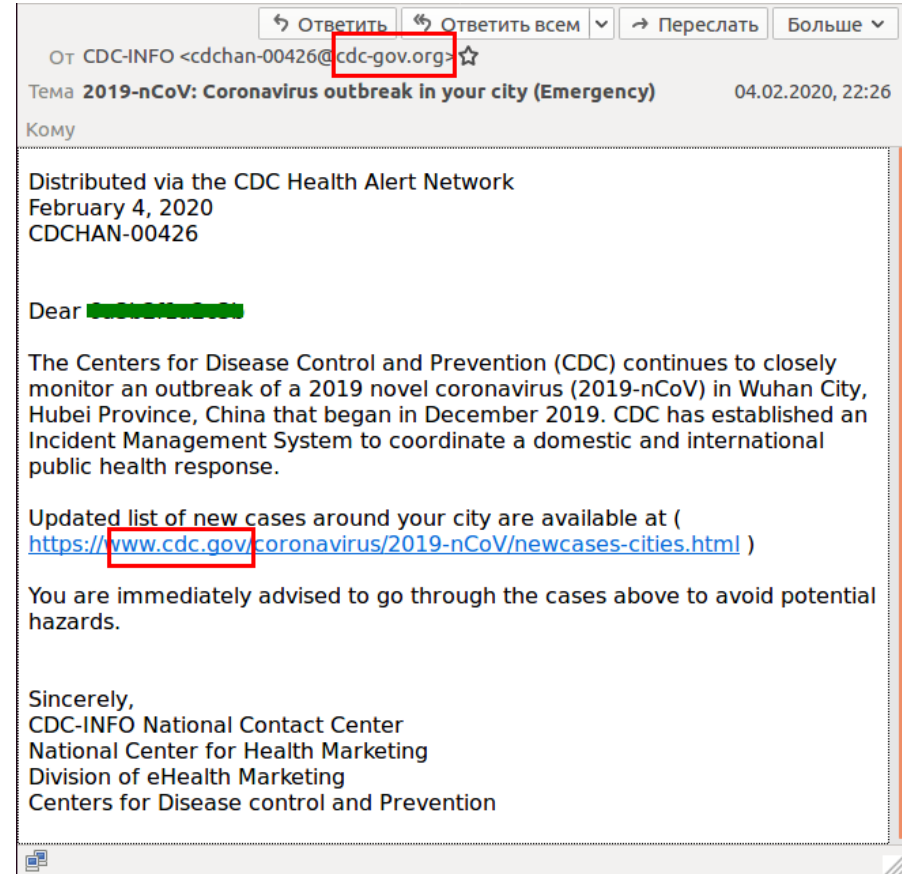 Ответить Ответить всем Переслать Больше
От CDC-INFO <cdchan-00426@cdc-gov.org>
Тема 2019-nCoV: Coronavirus outbreak in your city (Emergency) 04.02.2020, 22:26
Кому
Distributed via the CDC Health Alert Network
February 4, 2020
CDCHAN-00426
Dear
The Centers for Disease Control and Prevention (CDC) continues to closely
monitor an outbreak of a 2019 novel coronavirus (2019-nCoV) in Wuhan City,
Hubei Province, China that began in December 2019. CDC has established an
Incident Management System to coordinate a domestic and international
public health response.
Updated list of new cases around your city are available at (
https://www.cdc.gov/coronavirus/2019-nCoV/newcases-cities.html )
You are immediately advised to go through the cases above to avoid potential
hazards.
Sincerely,
CDC-INFO National Contact Center
National Center for Health Marketing
Division of eHealth Marketing
Centers for Disease control and Prevention